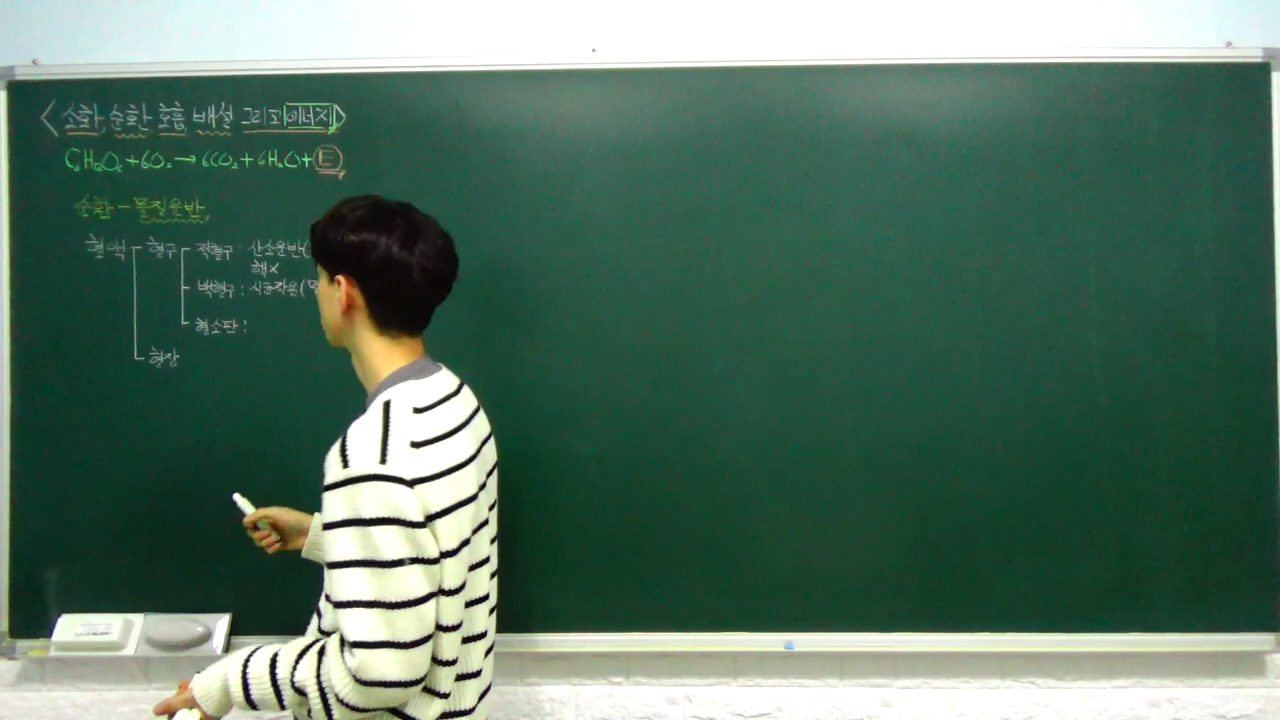 <소화, 순환, 호흡, 배설 그리고 에너지>
C₆H₁₂O₆+6O₂→6CO₂+6H₂O+E
순환-물질운반
혈액 혈구 적혈구: 산소운반(
핵×
백혈구: 식균작용(
혈소판:
혈장